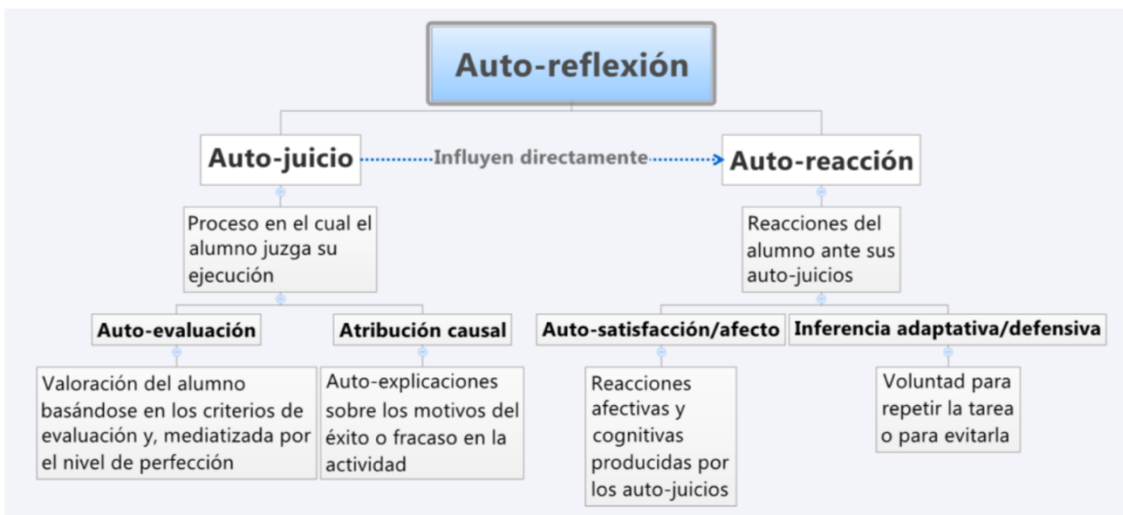 Auto-reflexión
Auto-juicio
Influyen directamente
Auto-reacción
Proceso en el cual el
alumno juzga su
ejecución
Reacciones del
alumno ante sus
auto-juicios
Auto-evaluación
Atribución causal
Auto-satisfacción/afecto
Inferencia adaptativa/defensiva
Valoración del alumno
basándose en los criterios de
evaluación y, mediatizada por
el nivel de perfección
Auto-explicaciones
sobre los motivos del
éxito o fracaso en la
actividad
Reacciones
afectivas y
cognitivas
producidas por
los auto-juicios
Voluntad para
repetir la tarea
o para evitarla